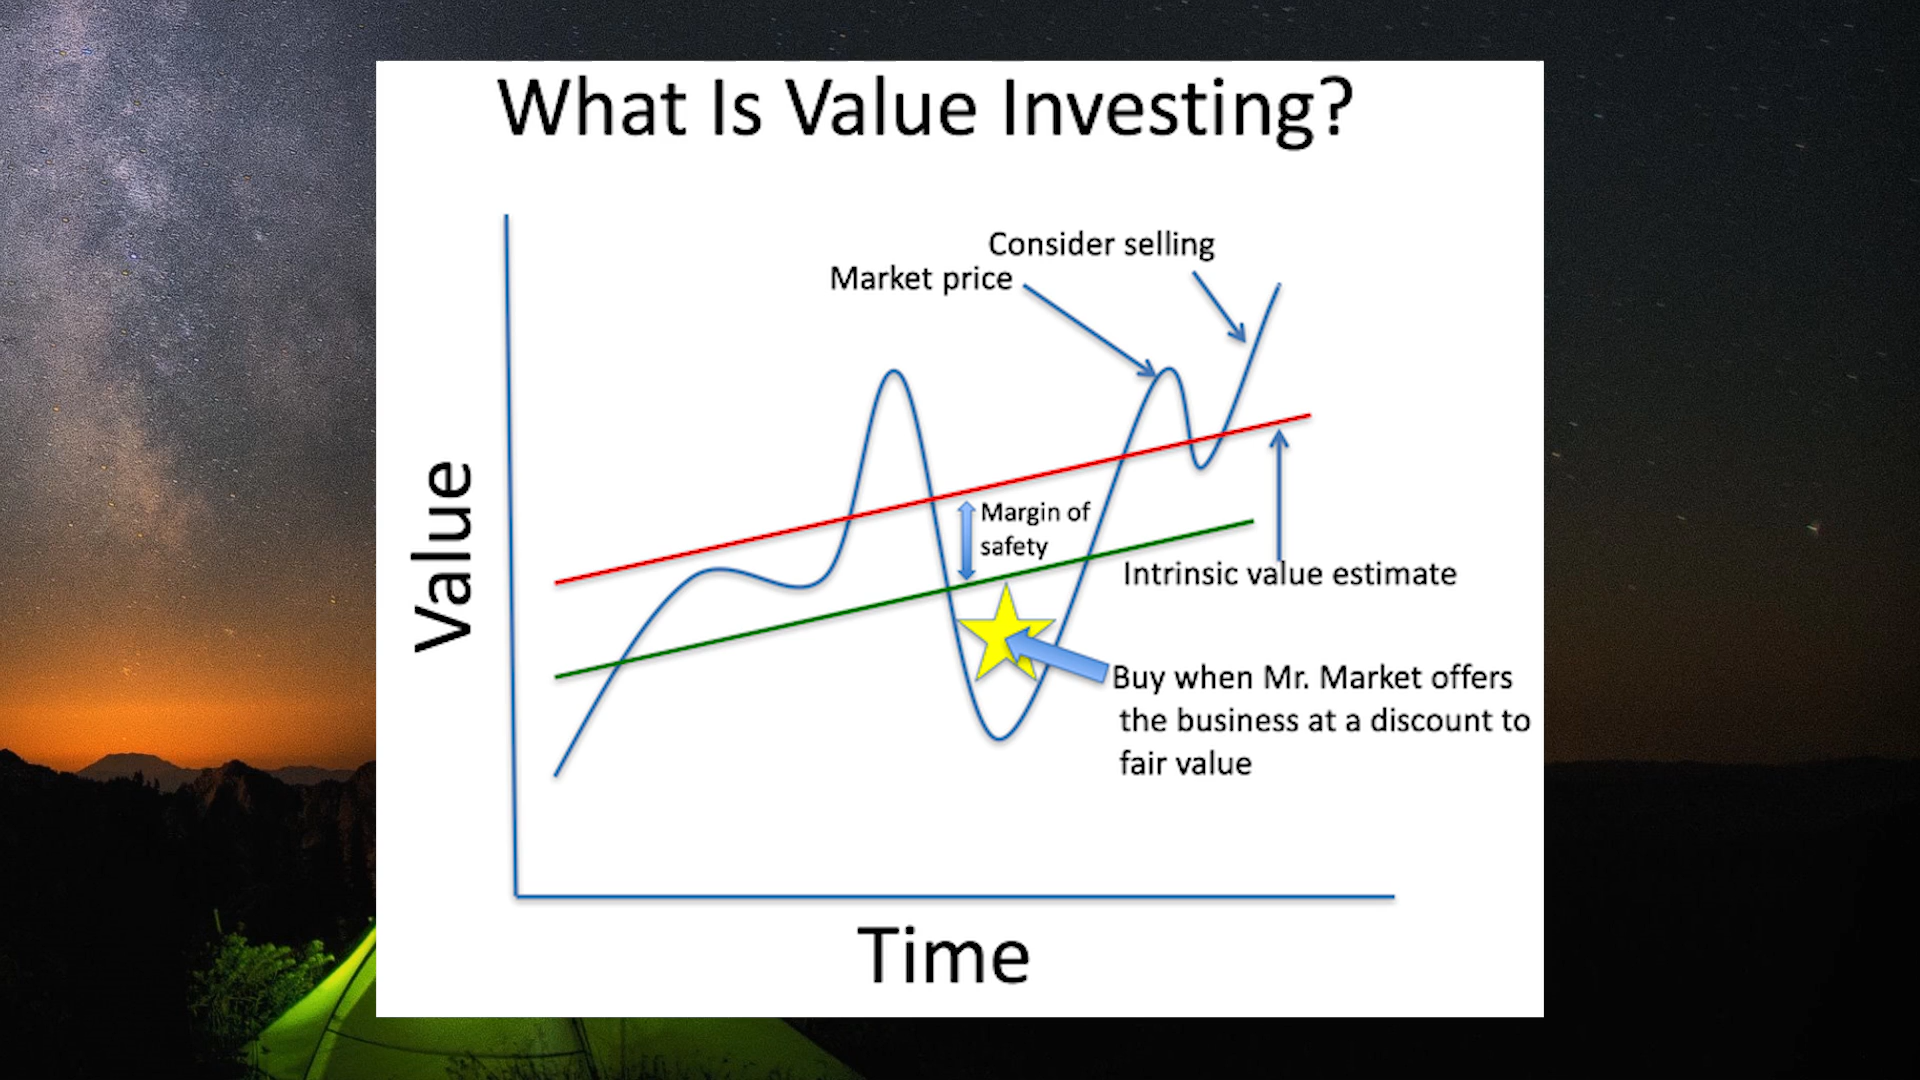 What Is Value Investing?
Consider selling
Market price
Margin of
safety
Intrinsic value estimate
Buy when Mr. Market offers
the business at a discount to
fair value
Value
Time